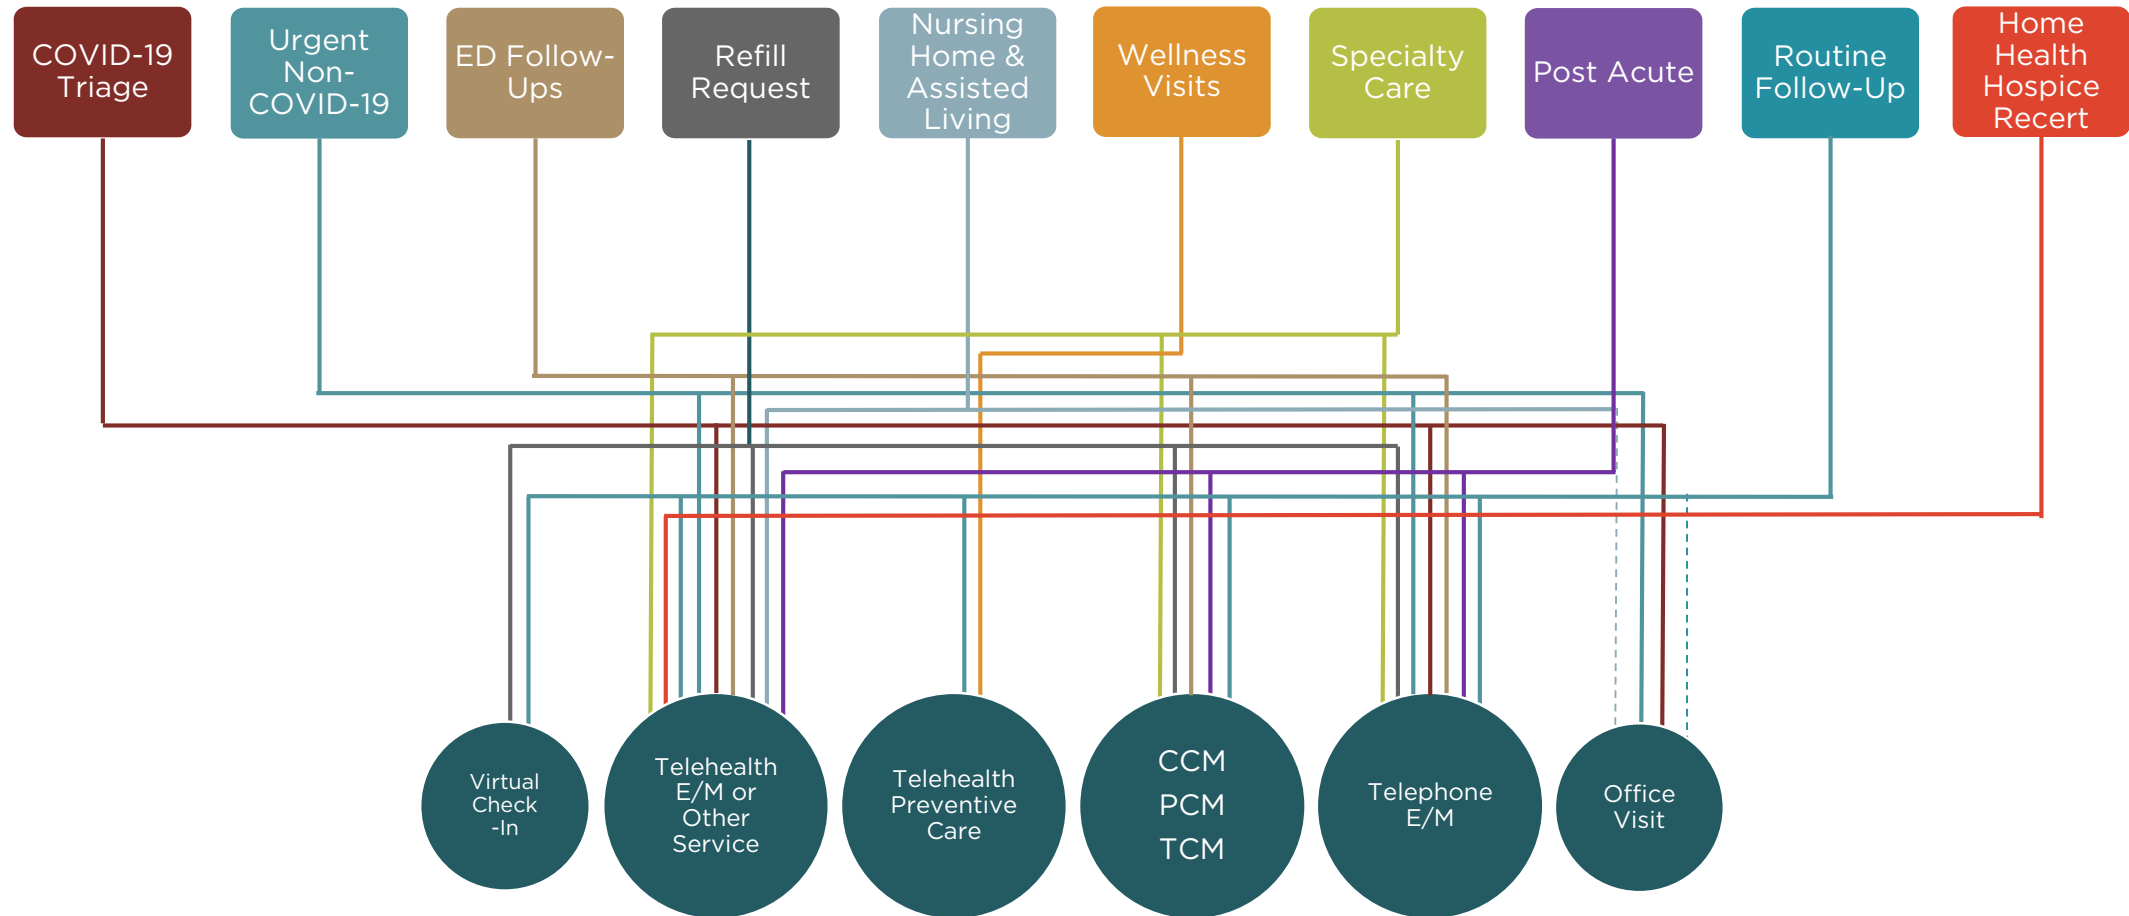 COVID-19
Triage
Urgent
Non-
COVID-19
ED Follow-
Ups
Refill
Request
Nursing
Home &
Assisted
Living
Wellness
Visits
Specialty
Care
Post Acute
Routine
Follow-Up
Home
Health
Hospice
Recert
Virtual
Check
-In
Telehealth
E/M or
Other
Service
Telehealth
Preventive
Care
CCM
PCM
TCM
Telephone
E/M
Office
Visit